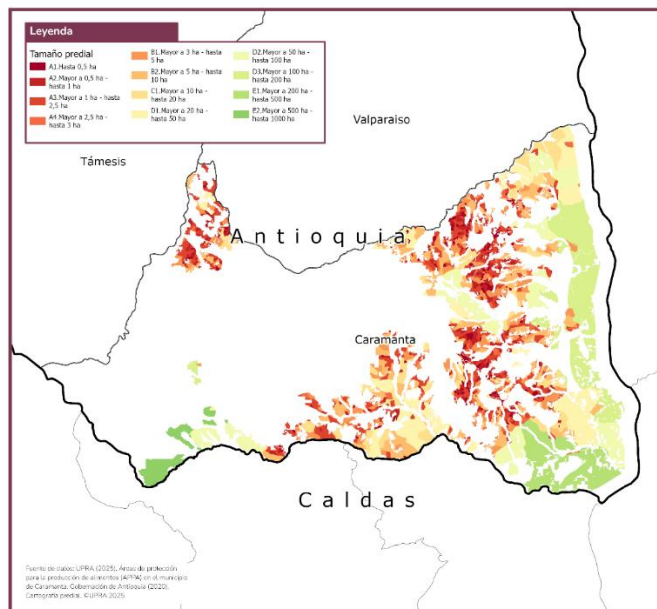 Leyenda
Tamaño predial
A1.Hasta 0,5 ha
A2.Mayor a 0,5 ha -
hasta 1 ha
A3.Mayor a 1 ha - hasta
2,5 ha
A4.Mayor a 2,5 ha -
hasta 3 ha
B1.Mayor a 3 ha - hasta
5 ha
B2.Mayor a 5 ha - hasta
10 ha
C1.Mayor a 10 ha -
hasta 20 ha
D1.Mayor a 20 ha -
hasta 50 ha
D2.Mayor a 50 ha -
hasta 100 ha
D3.Mayor a 100 ha -
hasta 200 ha
E1.Mayor a 200 ha -
hasta 500 ha
E2.Mayor a 500 ha -
hasta 1000 ha
Valparaiso
Támesis
Antioquia
Caramanta
Caldas
Fuente de datos: UPRA (2025). Áreas de protección
para la producción de alimentos (APPA) en el municipio
de Caramanta. Gobernación de Antioquia (2020).
Cartografía predial. ©UPRA 2025